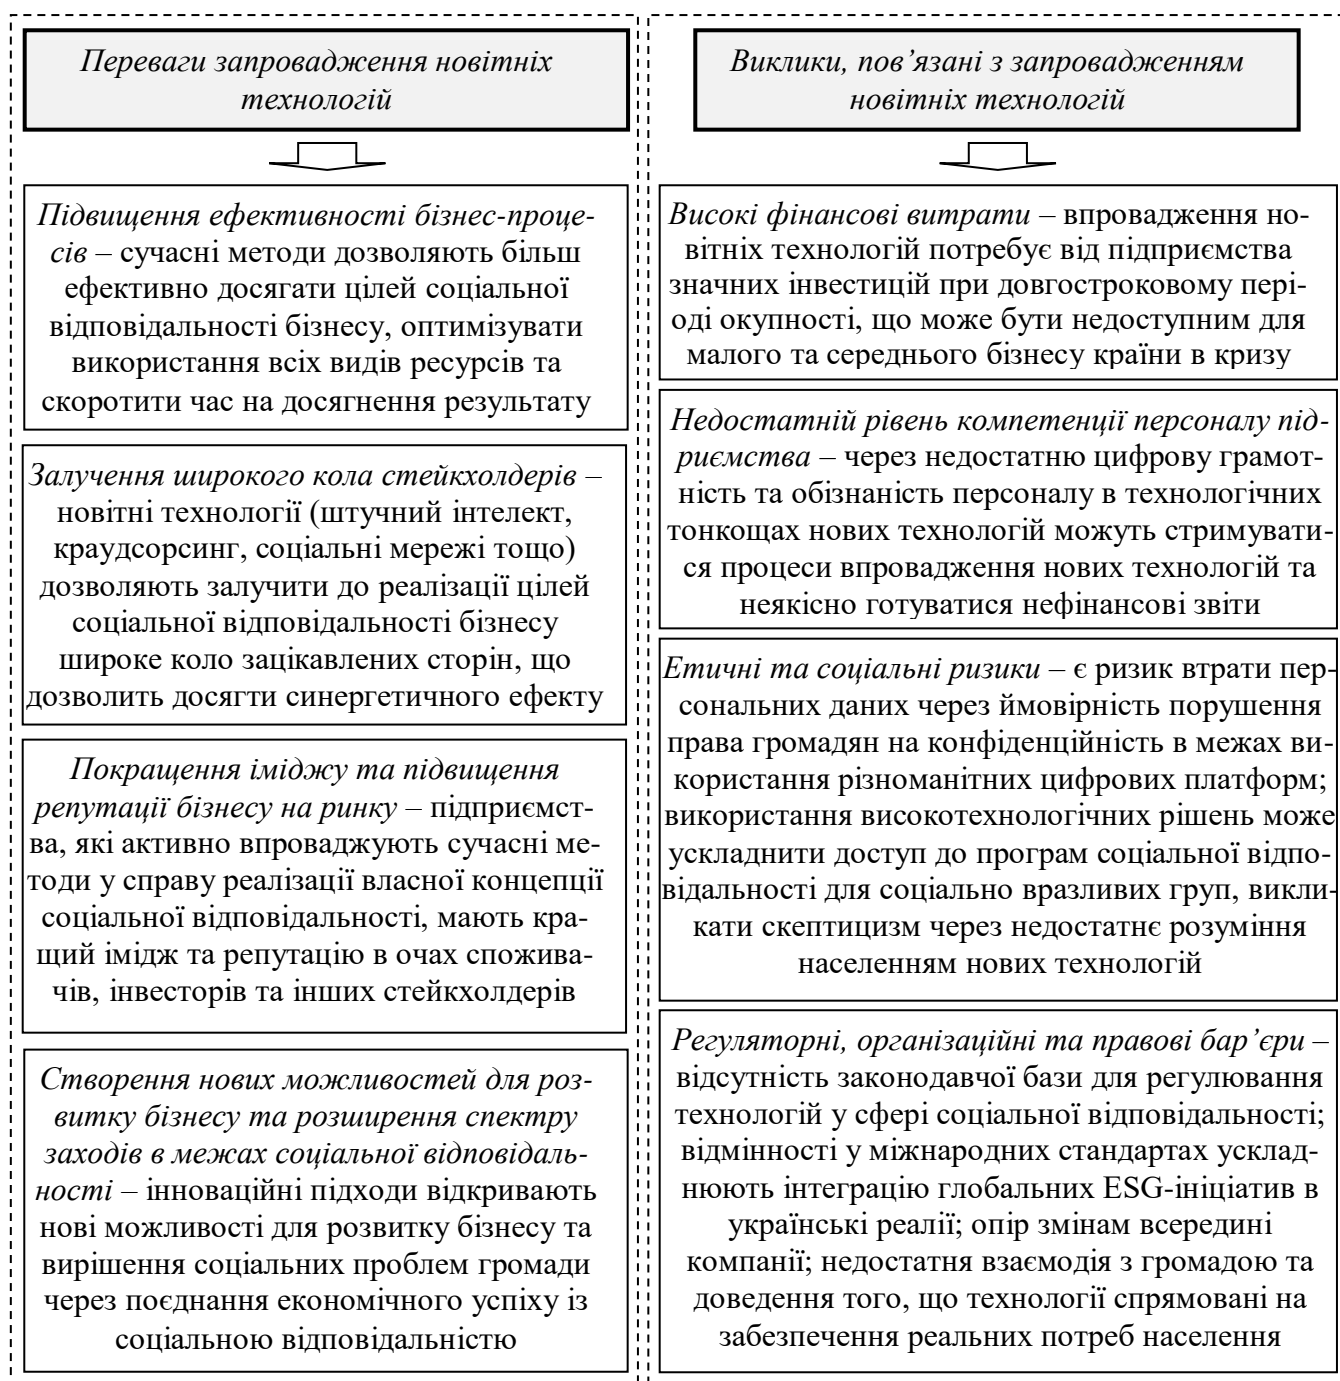 Переваги запровадження новітніх
технологій
Підвищення ефективності бізнес-проце-
сів – сучасні методи дозволяють більш
ефективно досягати цілей соціальної
відповідальності бізнесу, оптимізувати
використання всіх видів ресурсів та
скоротити час на досягнення результату
Залучення широкого кола стейкхолдерів –
новітні технології (штучний інтелект,
краудсорсинг, соціальні мережі тощо)
дозволяють залучити до реалізації цілей
соціальної відповідальності бізнесу
широке коло зацікавлених сторін, що
дозволить досягти синергетичного ефекту
Покращення іміджу та підвищення
репутації бізнесу на ринку – підприємст-
ва, які активно впроваджують сучасні ме-
тоди у справу реалізації власної концепції
соціальної відповідальності, мають кра-
щий імідж та репутацію в очах спожива-
чів, інвесторів та інших стейкхолдерів
Створення нових можливостей для роз-
витку бізнесу та розширення спектру
заходів в межах соціальної відповідаль-
ності – інноваційні підходи відкривають
нові можливості для розвитку бізнесу та
вирішення соціальних проблем громади
через поєднання економічного успіху із
соціальною відповідальністю
Виклики, пов’язані з запровадженням
новітніх технологій
Високі фінансові витрати – впровадження но-
вітніх технологій потребує від підприємства
значних інвестицій при довгостроковому пері-
оді окупності, що може бути недоступним для
малого та середнього бізнесу країни в кризу
Недостатній рівень компетенції персоналу під-
приємства – через недостатню цифрову грамот-
ність та обізнаність персоналу в технологічних
тонкощах нових технологій можуть стримувати-
ся процеси впровадження нових технологій та
неякісно готуватися нефінансові звіти
Етичні та соціальні ризики – є ризик втрати пер-
сональних даних через ймовірність порушення
права громадян на конфіденційність в межах ви-
користання різноманітних цифрових платформ;
використання високотехнологічних рішень може
ускладнити доступ до програм соціальної відпо-
відальності для соціально вразливих груп, викли-
кати скептицизм через недостатнє розуміння
населенням нових технологій
Регуляторні, організаційні та правові бар’єри –
відсутність законодавчої бази для регулювання
технологій у сфері соціальної відповідальності;
відмінності у міжнародних стандартах усклад-
нюють інтеграцію глобальних ESG-ініціатив в
українські реалії; опір змінам всередині
компанії; недостатня взаємодія з громадою та
доведення того, що технології спрямовані на
забезпечення реальних потреб населення